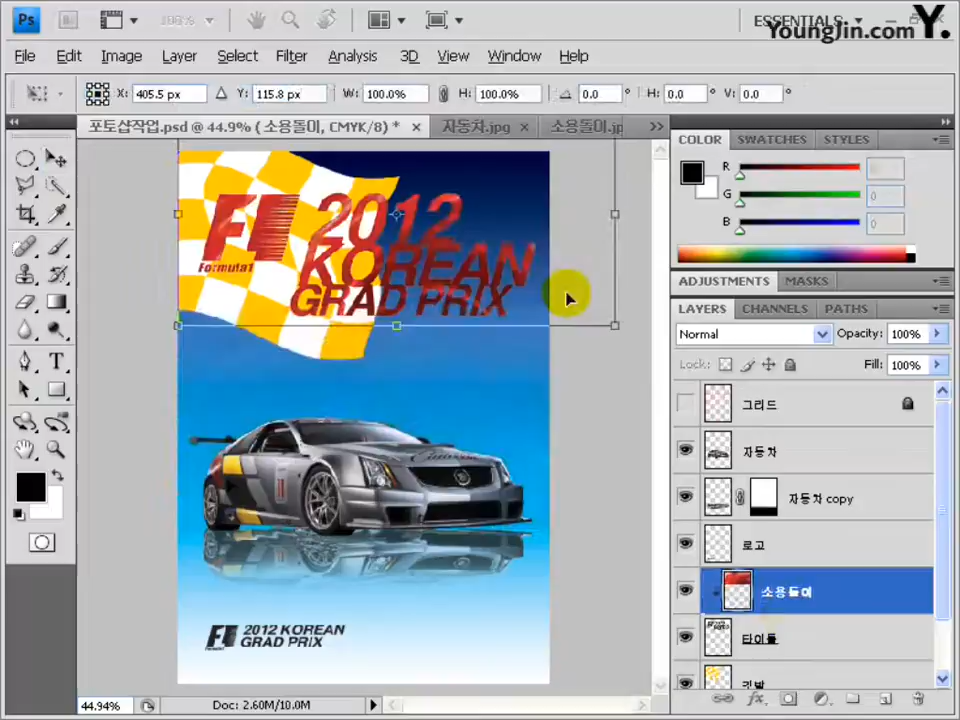 Ps
100%
ESSENTIALS
YoungJin.com Y.
File Edit Image Layer Select Filter Analysis 3D View Window Help
X: 405.5 px Y: 115.8 px W: 100.0% H: 100.0% 0.0 ° H: 0.0 ° V: 0.0 °
포토샵작업.psd @ 44.9% ( 소용돌이, CMYK/8) * 자동차.jpg 소용돌이.jp
COLOR SWATCHES STYLES
R
G 0
B 0
ADJUSTMENTS MASKS
LAYERS CHANNELS PATHS
Normal Opacity: 100%
Lock: Fill: 100%
그리드
자동차
자동차 copy
로고
소용돌이
타이틀
깃발
F1 2012
KOREAN
Formula1 GRAD PRIX
F1 2012 KOREAN
Formula1 GRAD PRIX
44.94% Doc: 2.60M/10.0M